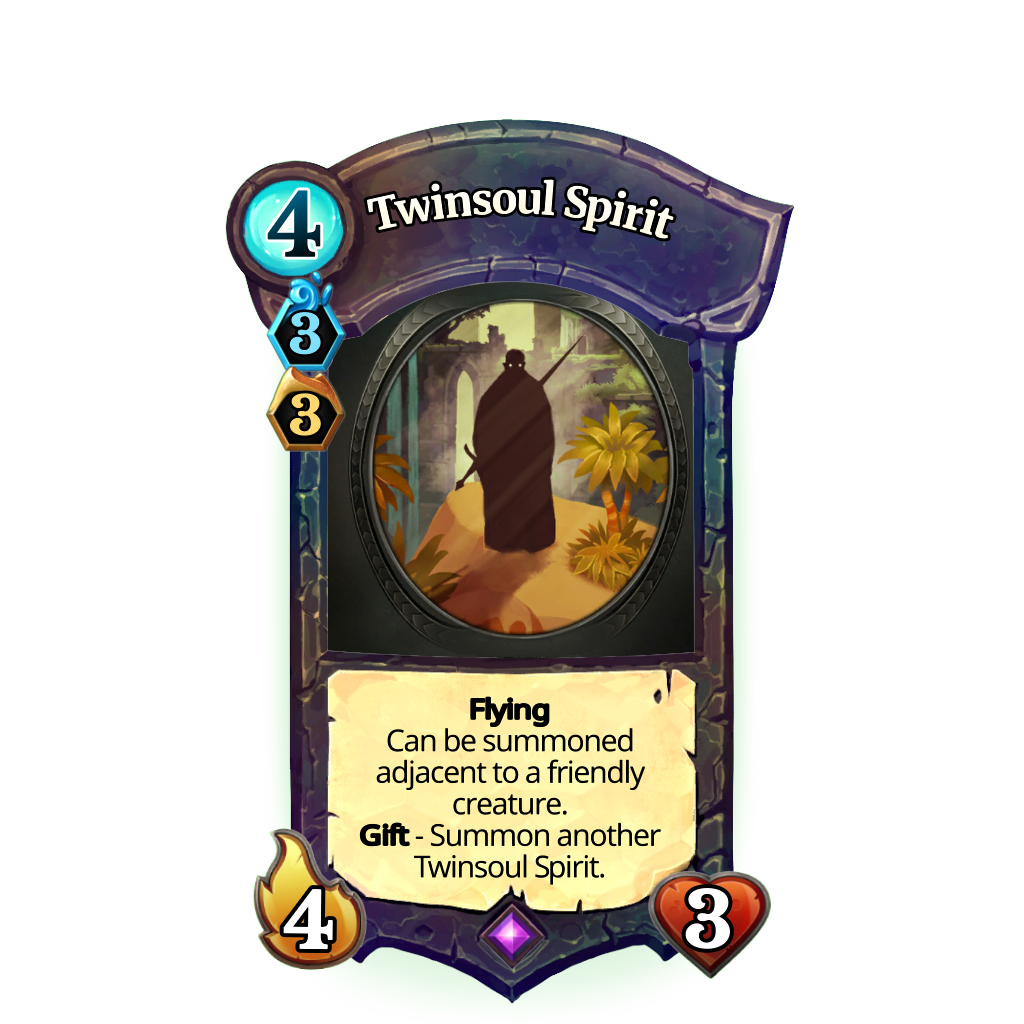 4
Twinsoul Spirit
3
3
Flying
Can be summoned
adjacent to a friendly
creature.
Gift - Summon another
Twinsoul Spirit.
4
3